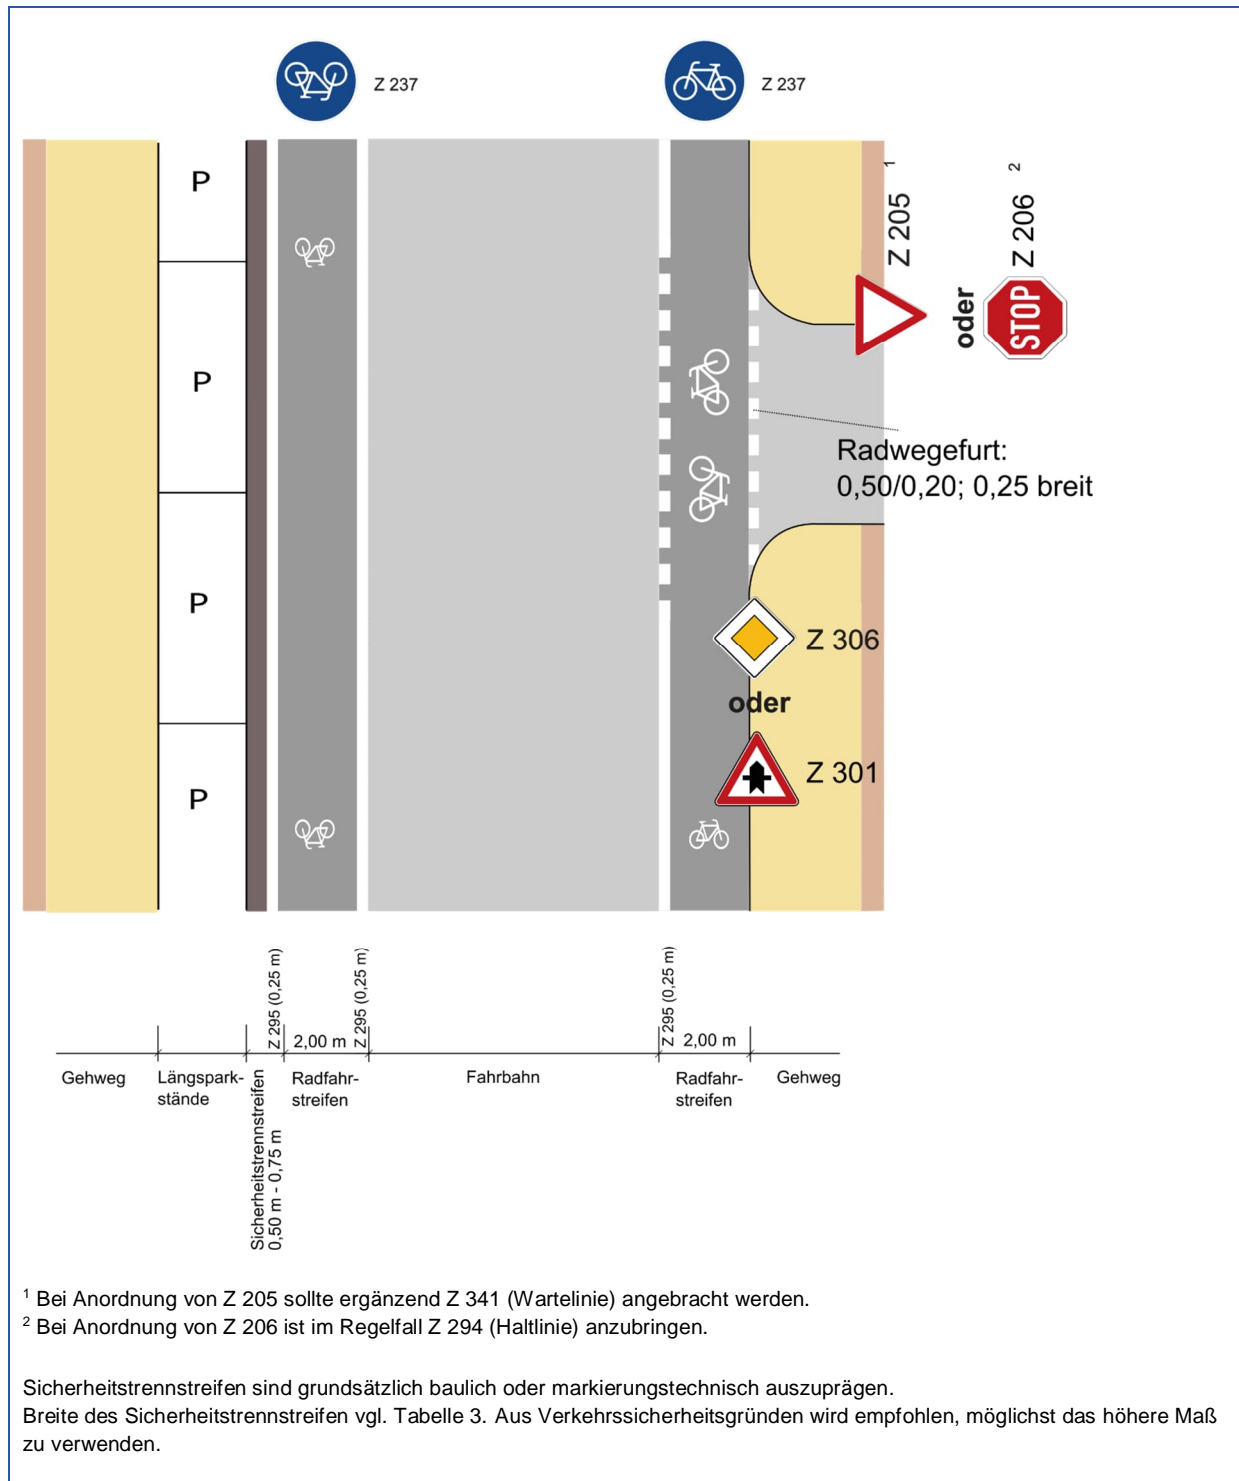 Z 237
Z 237
P
Z 205 1
Z 206 2
oder
STOP
P
Radwegefurt:
0,50/0,20; 0,25 breit
P
Z 306
oder
Z 301
P
Z 295 (0,25 m)
Z 295 (0,25 m)
Z 295 (0,25 m)
2,00 m
2,00 m
Gehweg
Längspark-
stände
Sicherheitstrennstreifen
0,50 m - 0,75 m
Radfahr-
streifen
Fahrbahn
Radfahr-
streifen
Gehweg
1 Bei Anordnung von Z 205 sollte ergänzend Z 341 (Wartelinie) angebracht werden.
2 Bei Anordnung von Z 206 ist im Regelfall Z 294 (Haltlinie) anzubringen.
Sicherheitstrennstreifen sind grundsätzlich baulich oder markierungstechnisch auszuprägen.
Breite des Sicherheitstrennstreifen vgl. Tabelle 3. Aus Verkehrssicherheitsgründen wird empfohlen, möglichst das höhere Maß
zu verwenden.